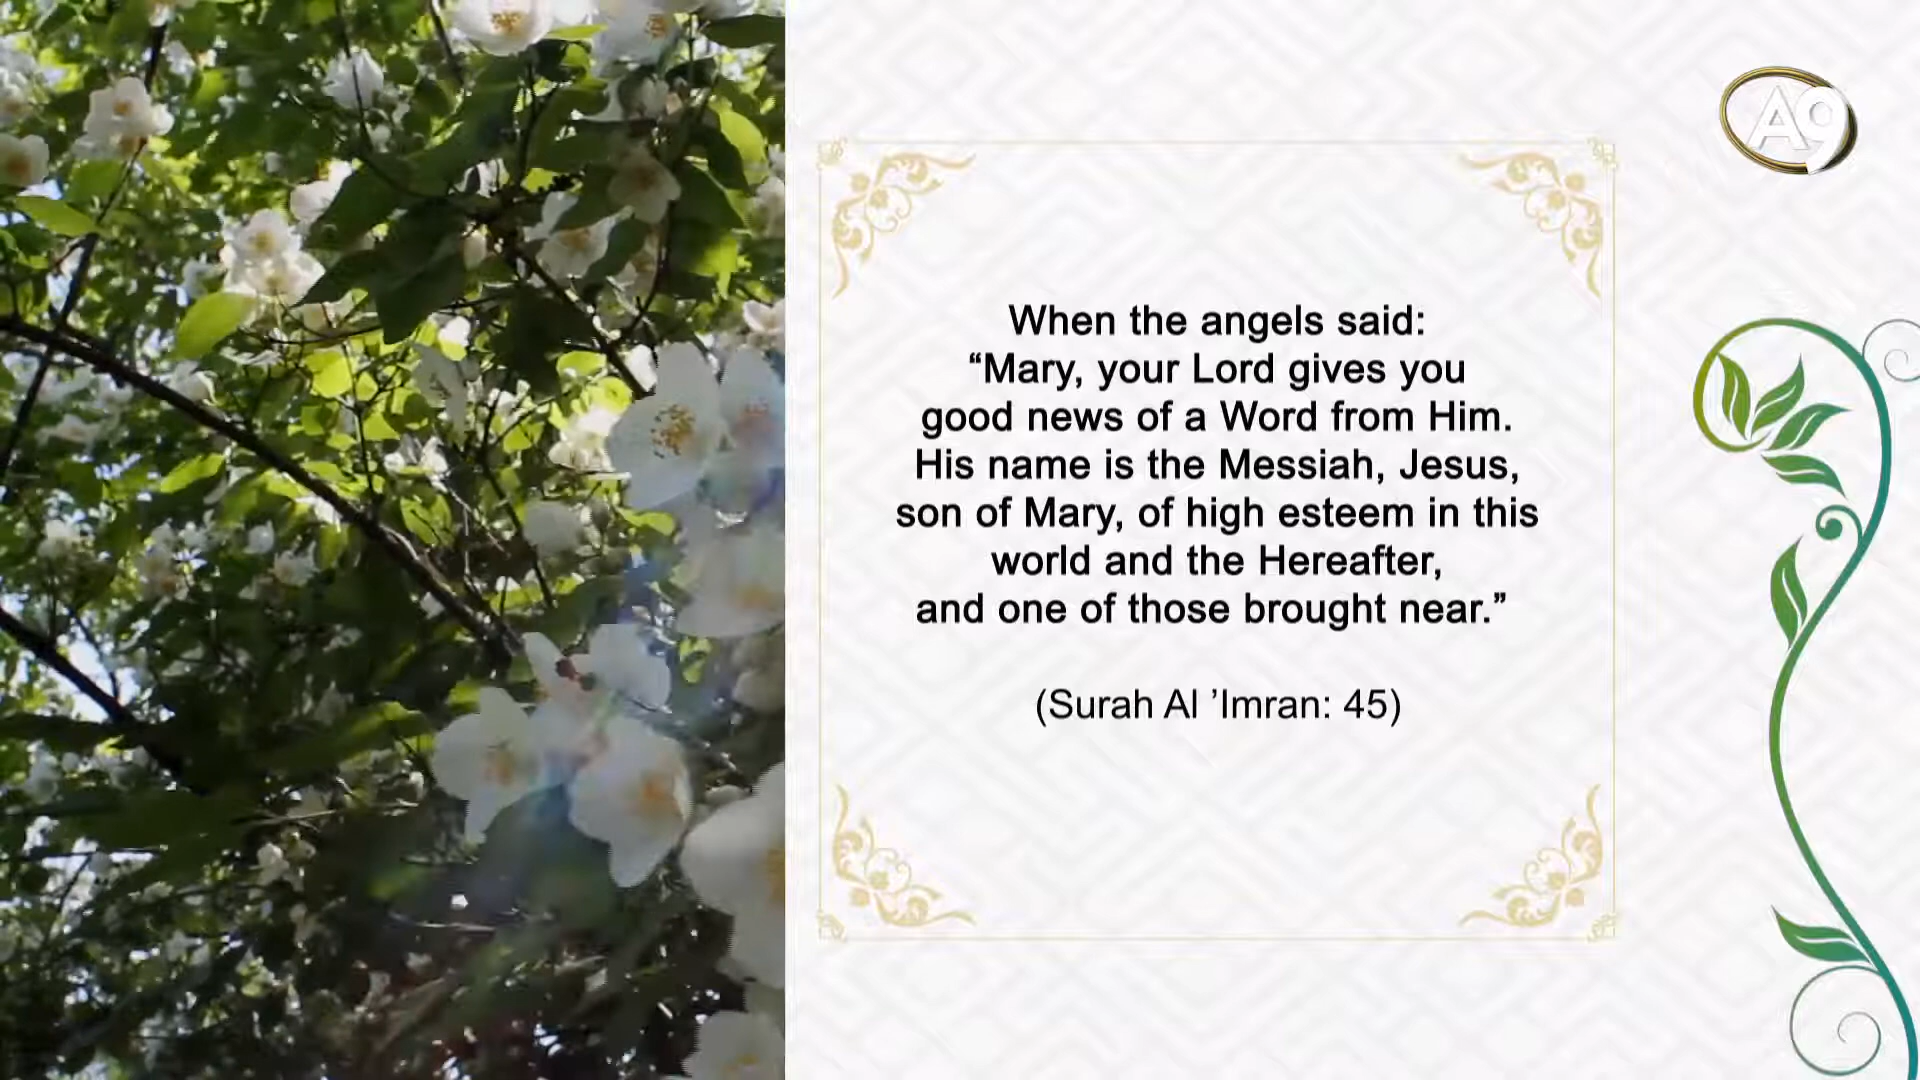 A9
When the angels said:
“Mary, your Lord gives you
good news of a Word from Him.
His name is the Messiah, Jesus,
son of Mary, of high esteem in this
world and the Hereafter,
and one of those brought near.”
(Surah Al ’Imran: 45)